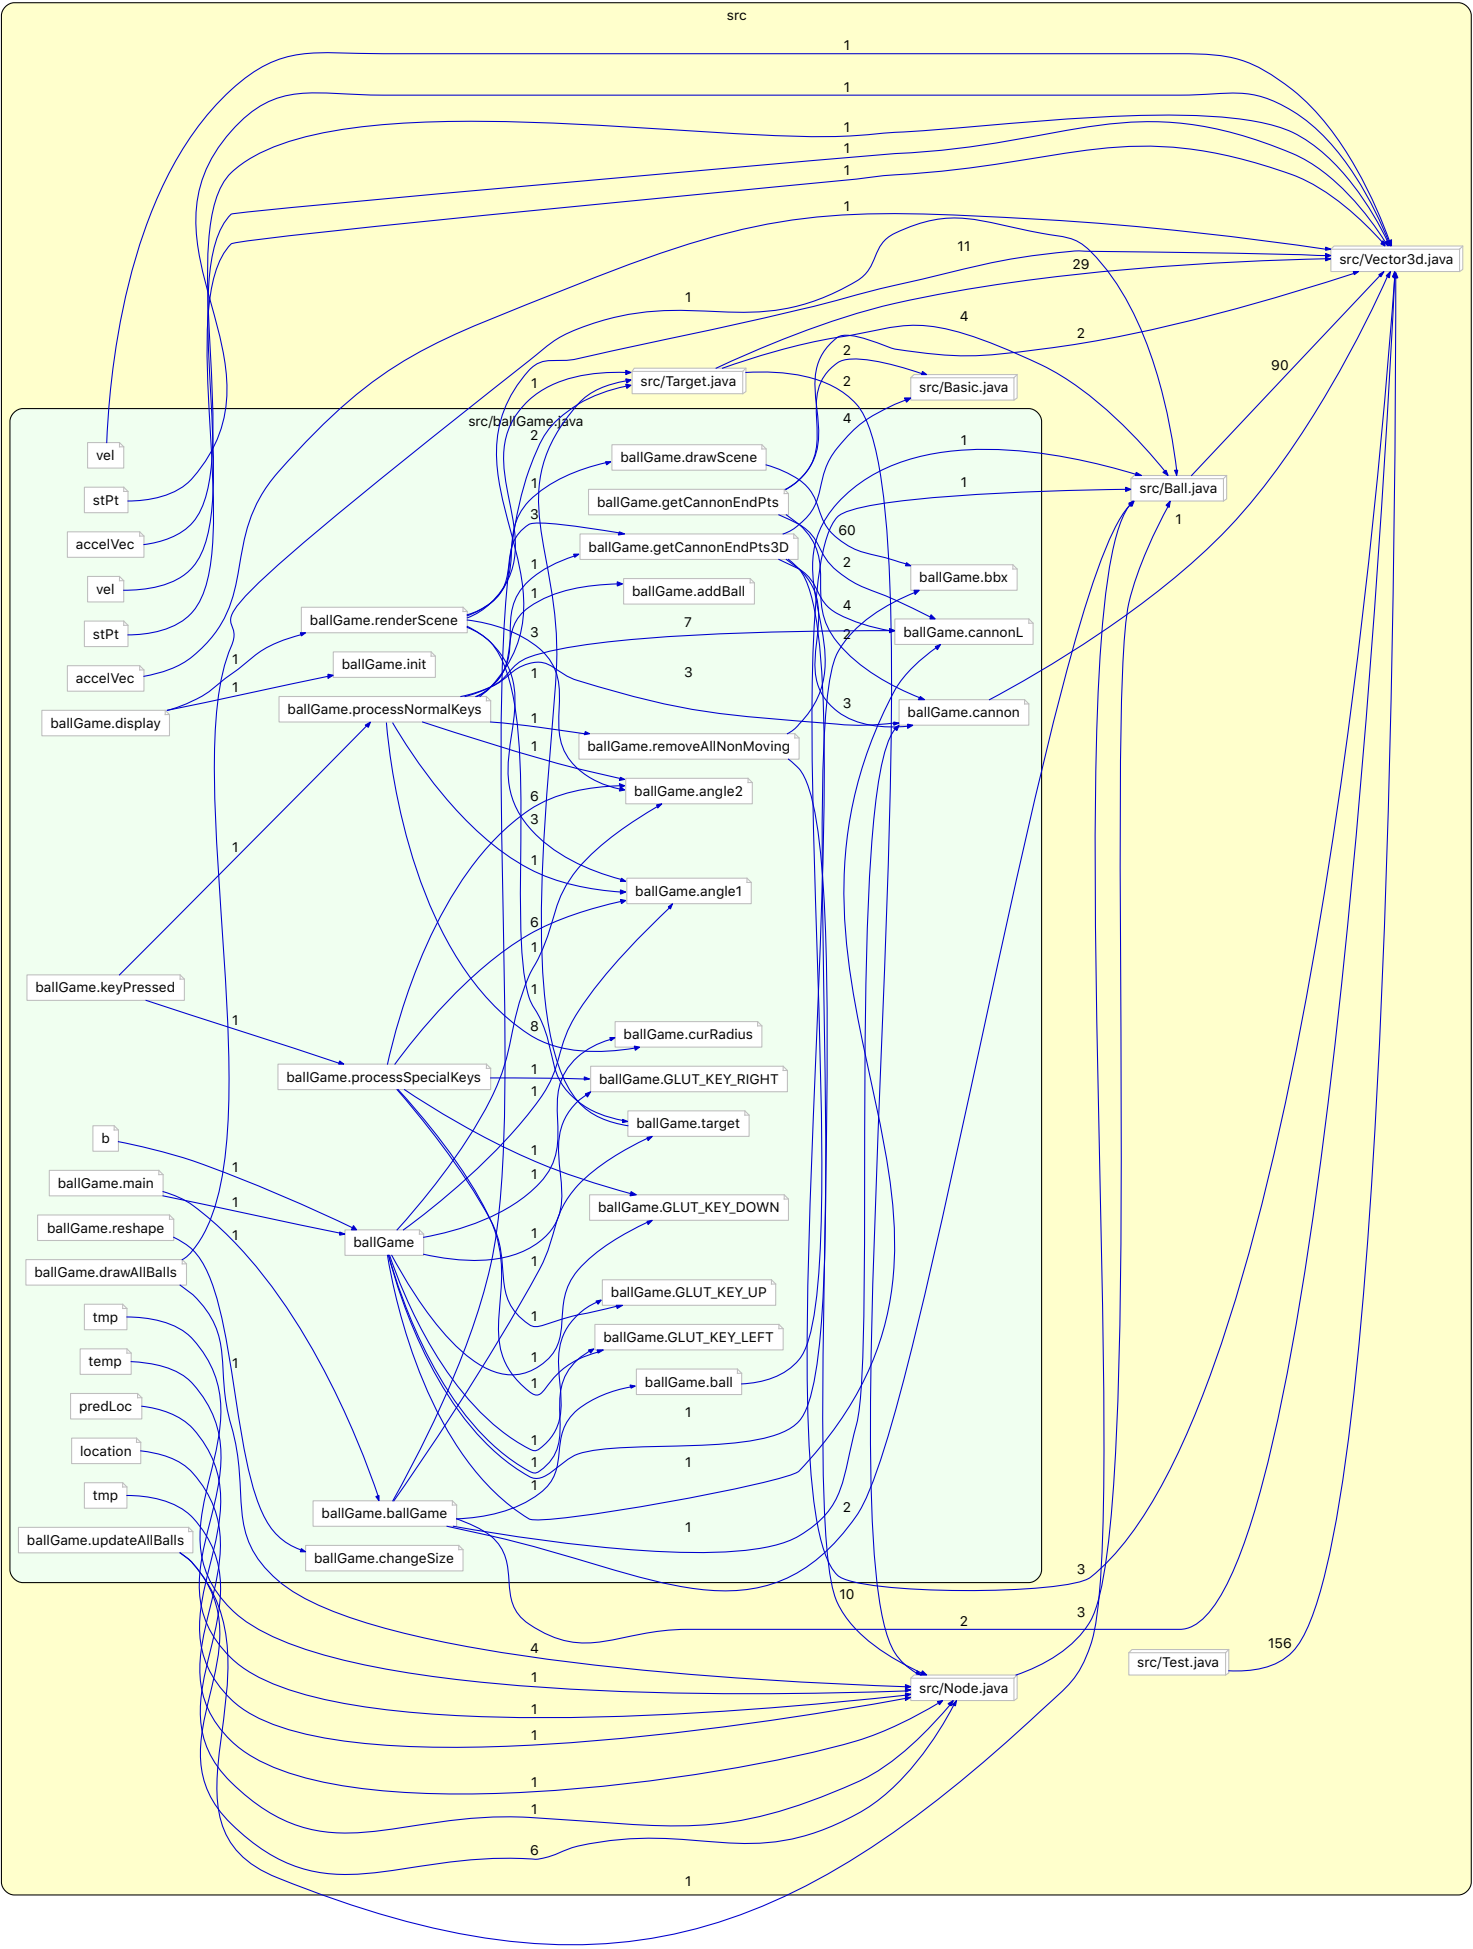 src
1
1
1
1
1
1
11
29
src/Vector3d.java
1
4
2
2
90
src/Target.java
1
2
src/Basic.java
4
src/ballGame.java
2
1
vel
ballGame.drawScene
1
1
src/Ball.java
stPt
ballGame.getCannonEndPts
3
1
60
accelVec
ballGame.getCannonEndPts3D
1
2
ballGame.bbx
vel
ballGame.addBall
1
4
ballGame.renderScene
7
stPt
3
2
ballGame.cannonL
1
ballGame.init
accelVec
1
3
1
ballGame.processNormalKeys
3
ballGame.cannon
ballGame.display
1
ballGame.removeAllNonMoving
1
ballGame.angle2
6
3
1
1
ballGame.angle1
6
1
ballGame.keyPressed
1
1
8
ballGame.curRadius
ballGame.processSpecialKeys
1
ballGame.GLUT_KEY_RIGHT
1
ballGame.target
b
1
1
1
ballGame.main
1
ballGame.GLUT_KEY_DOWN
ballGame.reshape
1
1
ballGame
ballGame.drawAllBalls
1
ballGame.GLUT_KEY_UP
tmp
1
ballGame.GLUT_KEY_LEFT
temp
1
1
1
ballGame.ball
predLoc
1
1
location
1
1
1
tmp
1
2
ballGame.ballGame
1
ballGame.updateAllBalls
ballGame.changeSize
3
10
3
2
4
156
src/Test.java
1
src/Node.java
1
1
1
1
6
1